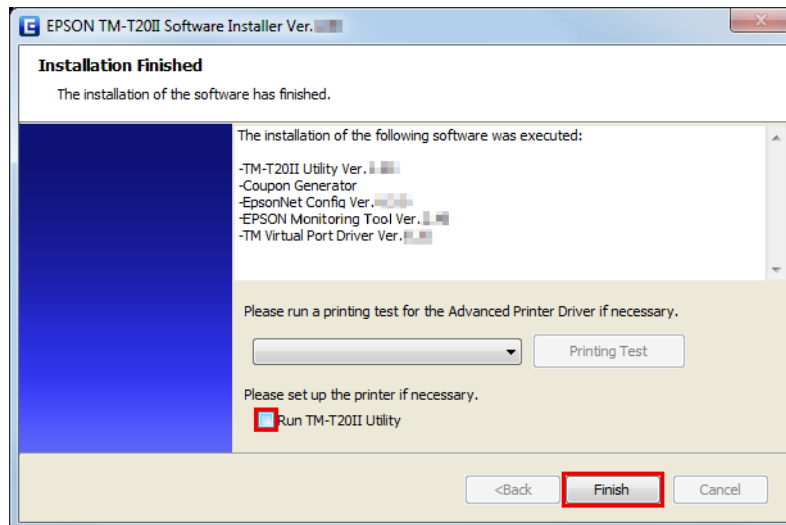 EPSON TM-T20II Software Installer Ver.
Installation Finished
The installation of the software has finished.
The installation of the following software was executed:
-TM-T20II Utility Ver.
-Coupon Generator
-EpsonNet Config Ver.
-EPSON Monitoring Tool Ver.
-TM Virtual Port Driver Ver.
Please run a printing test for the Advanced Printer Driver if necessary.
Printing Test
Please set up the printer if necessary.
Run TM-T20II Utility
<Back Finish Cancel